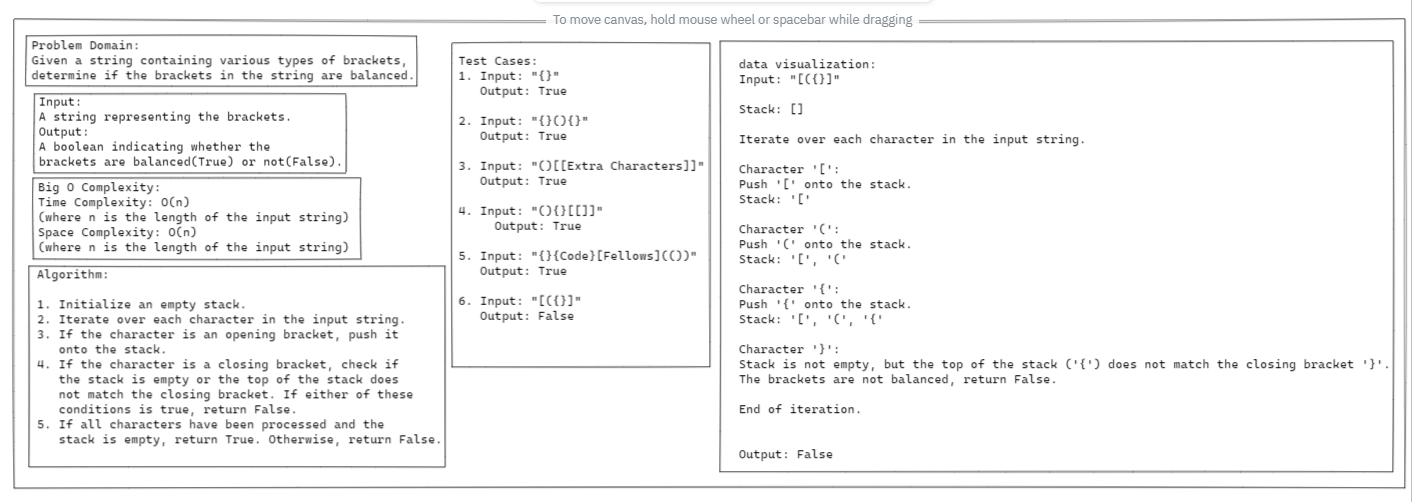 To move canvas, hold mouse wheel or spacebar while dragging
Problem Domain:
Given a string containing various types of brackets,
determine if the brackets in the string are balanced.
Input:
A string representing the brackets.
Output:
A boolean indicating whether the
brackets are balanced(True) or not(False).
Big O Complexity:
Time Complexity: O(n)
(where n is the length of the input string)
Space Complexity: O(n)
(where n is the length of the input string)
Algorithm:
1. Initialize an empty stack.
2. Iterate over each character in the input string.
3. If the character is an opening bracket, push it
onto the stack.
4. If the character is a closing bracket, check if
the stack is empty or the top of the stack does
not match the closing bracket. If either of these
conditions is true, return False.
5. If all characters have been processed and the
stack is empty, return True. Otherwise, return False.
Test Cases:
1. Input: "{}"
Output: True
2. Input: "{}(){}"
Output: True
3. Input: "()[[Extra Characters]]"
Output: True
4. Input: "(){}[[]]"
Output: True
5. Input: "{}{Code}[Fellows](())"
Output: True
6. Input: "[({}]"
Output: False
data visualization:
Input: "[({}]"
Stack: []
Iterate over each character in the input string.
Character '[':
Push '[' onto the stack.
Stack: '['
Character '(':
Push '(' onto the stack.
Stack: '[', '('
Character '{':
Push '{' onto the stack.
Stack: '[', '(', '{'
Character '}':
Stack is not empty, but the top of the stack ('{') does not match the closing bracket '}'.
The brackets are not balanced, return False.
End of iteration.
Output: False